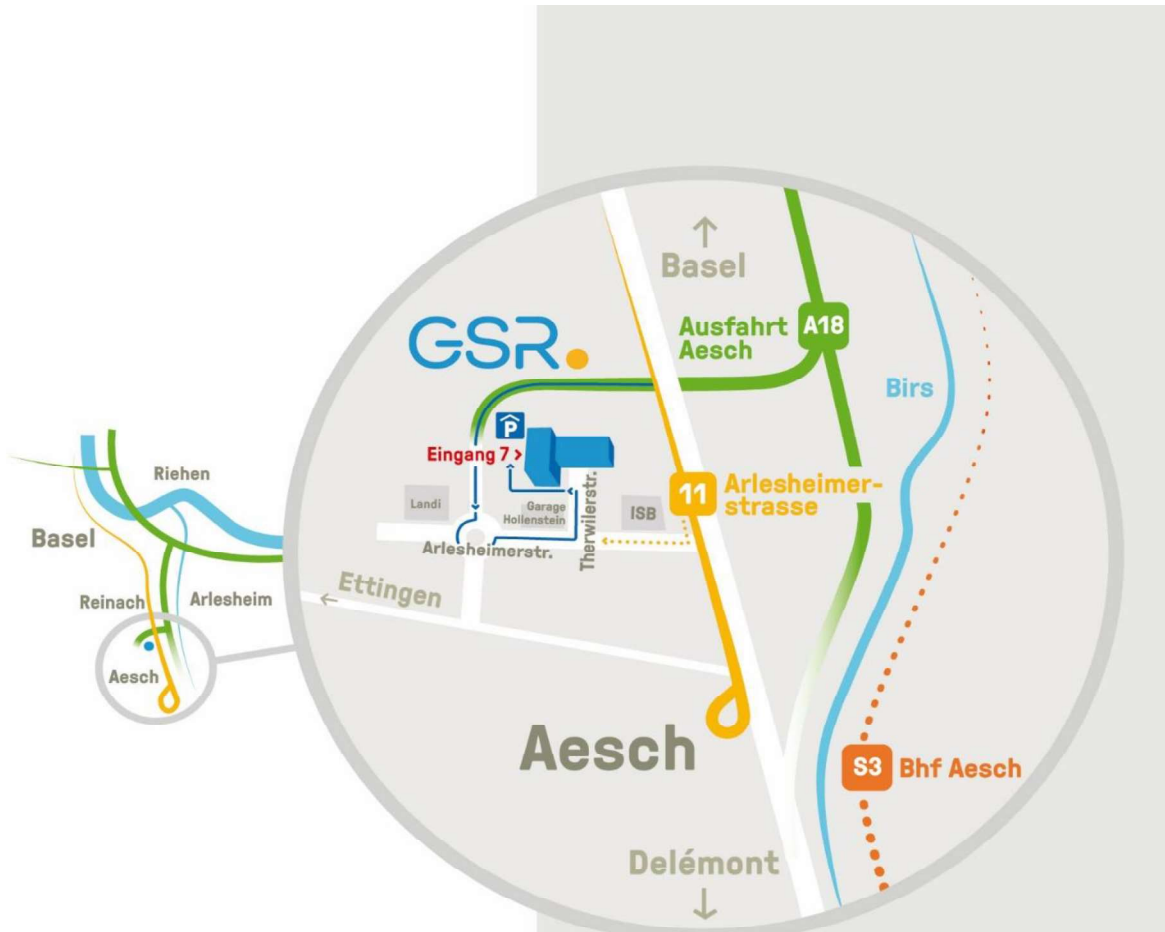 Basel
GSR.
Ausfahrt
Aesch
A18
Birs
P
Eingang 7 >
11
Arlesheimer-
strasse
Landi
Garage
Hollenstein
Therwilerstr.
ISB
Arlesheimerstr.
Ettingen
Riehen
Basel
Reinach
Arlesheim
Aesch
Aesch
S3
Bhf Aesch
Delémont